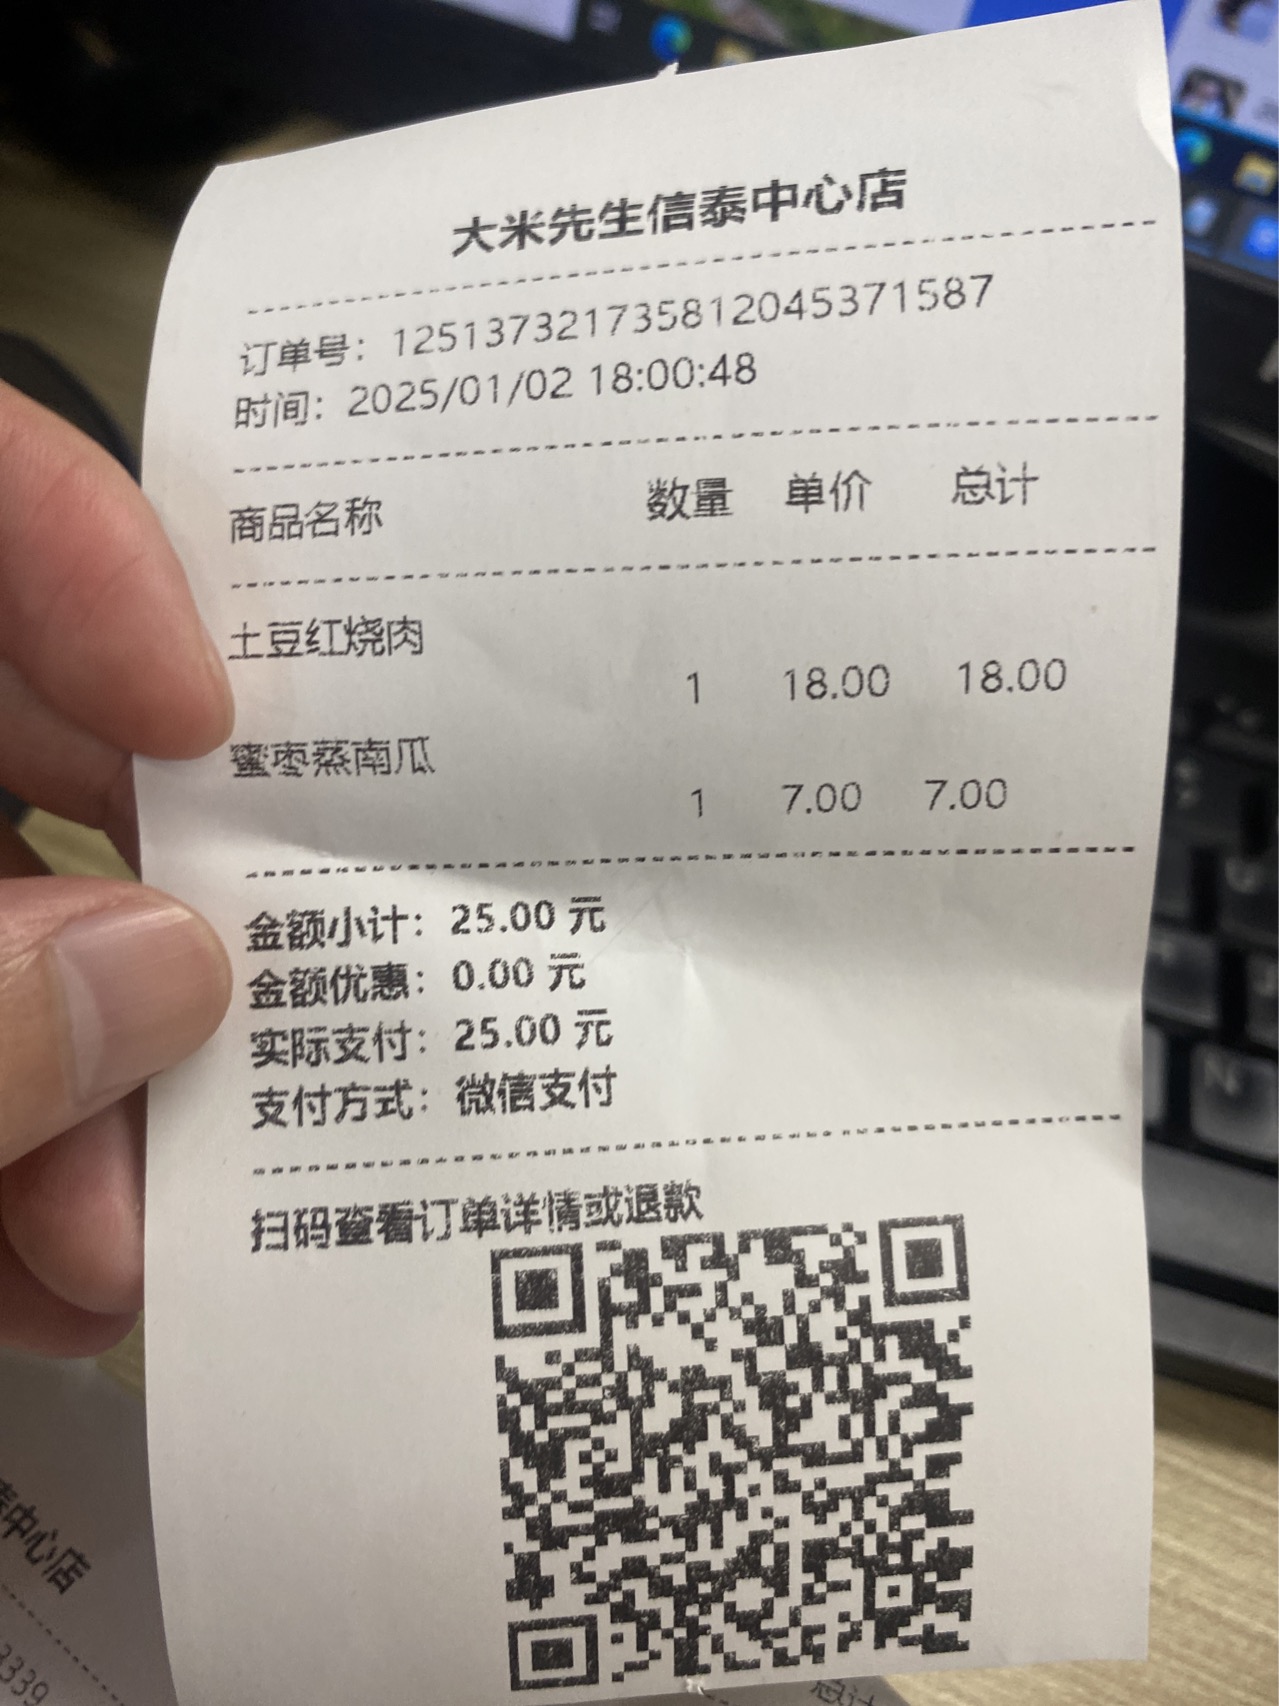 大米先生信泰中心店
订单号：125137321735812045371587
时间：2025/01/02 18:00:48
商品名称 数量 单价 总计
土豆红烧肉
1 18.00 18.00
蜜枣蒸南瓜
1 7.00 7.00
金额小计：25.00 元
金额优惠：0.00 元
实际支付：25.00 元
支付方式：微信支付
扫码查看订单详情或退款
中心店
3339
总计
N